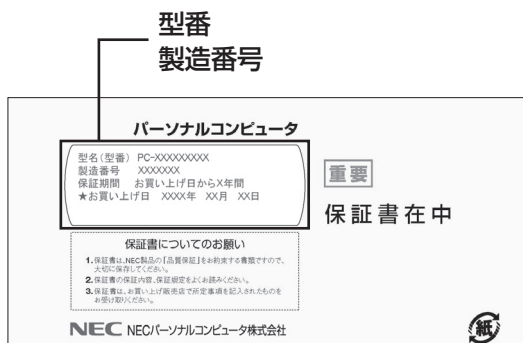 型番
製造番号
パーソナルコンピュータ
型名(型番) PC-XXXXXXXXX
製造番号 XXXXXXX
保証期間 お買い上げ日からX年間
★お買い上げ日 XXXX年 XX月 XX日
重要
保証書在中
保証書についてのお願い
1.保証書は、NEC製品の「品質保証」をお約束する書類ですので、
大切に保存してください。
2.保証書の保証内容、保証規定をよくお読みください。
3.保証書は、お買い上げ販売店で所定事項を記入されたものを
お受け取りください。
NEC NECパーソナルコンピュータ株式会社
紙